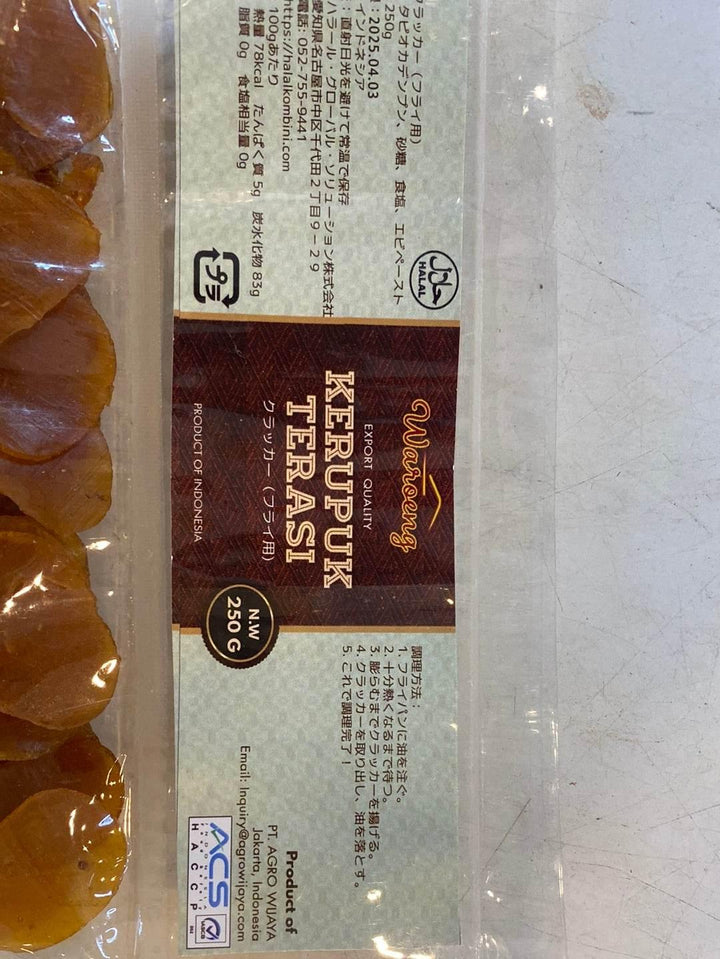 ラッカー（フライ用）
タピオカデンプン、砂糖、食塩、エビペースト
250g
: 2025.04.03
インドネシア
: 直射日光を避けて常温で保存
ハラール・グローバル・ソリューション株式会社
愛知県名古屋市中区千代田２丁目９－２９
電話: 052-755-9441
https://halalkombini.com
100gあたり
熱量 78kcal たんぱく質 5g 炭水化物 83g
脂質 0g 食塩相当量 0g
حلال
HALAL
プラ
Waroeng
EXPORT QUALITY
KERUPUK
TERASI
クラッカー（フライ用）
PRODUCT OF INDONESIA
N.W
250 G
調理方法：
1. フライパンに油を注ぐ。
2. 十分熱くなるまで待つ。
3. 膨らむまでクラッカーを揚げる。
4. クラッカーを取り出し、油を落とす。
5. これで調理完了！
Product of
PT. AGRO WIJAYA
Jakarta, Indonesia
Email: Inquiry@agrowijaya.com
ACS
INDONESIA
HACCP